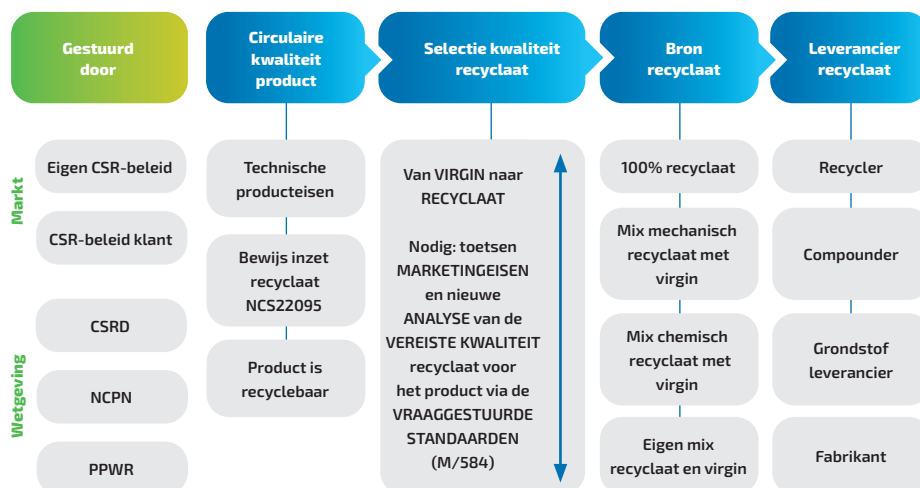 Gestuurd
door
Circulaire
kwaliteit
product
Selectie kwaliteit
recyclaat
Bron
recyclaat
Leverancier
recyclaat
Markt
Eigen CSR-beleid
CSR-beleid klant
Wetgeving
CSRD
NCPN
PPWR
Technische
producteisen
Bewijs inzet
recyclaat
NCS22095
Product is
recyclebaar
Van VIRGIN naar
RECYCLAAT
Nodig: toetsen
MARKETINGEISEN
en nieuwe
ANALYSE van de
VEREISTE KWALITEIT
recyclaat voor
het product via de
VRAAGGESTUURDE
STANDAARDEN
(M/584)
100% recyclaat
Mix mechanisch
recyclaat met
virgin
Mix chemisch
recyclaat met
virgin
Eigen mix
recyclaat en virgin
Recycler
Compounder
Grondstof
leverancier
Fabrikant